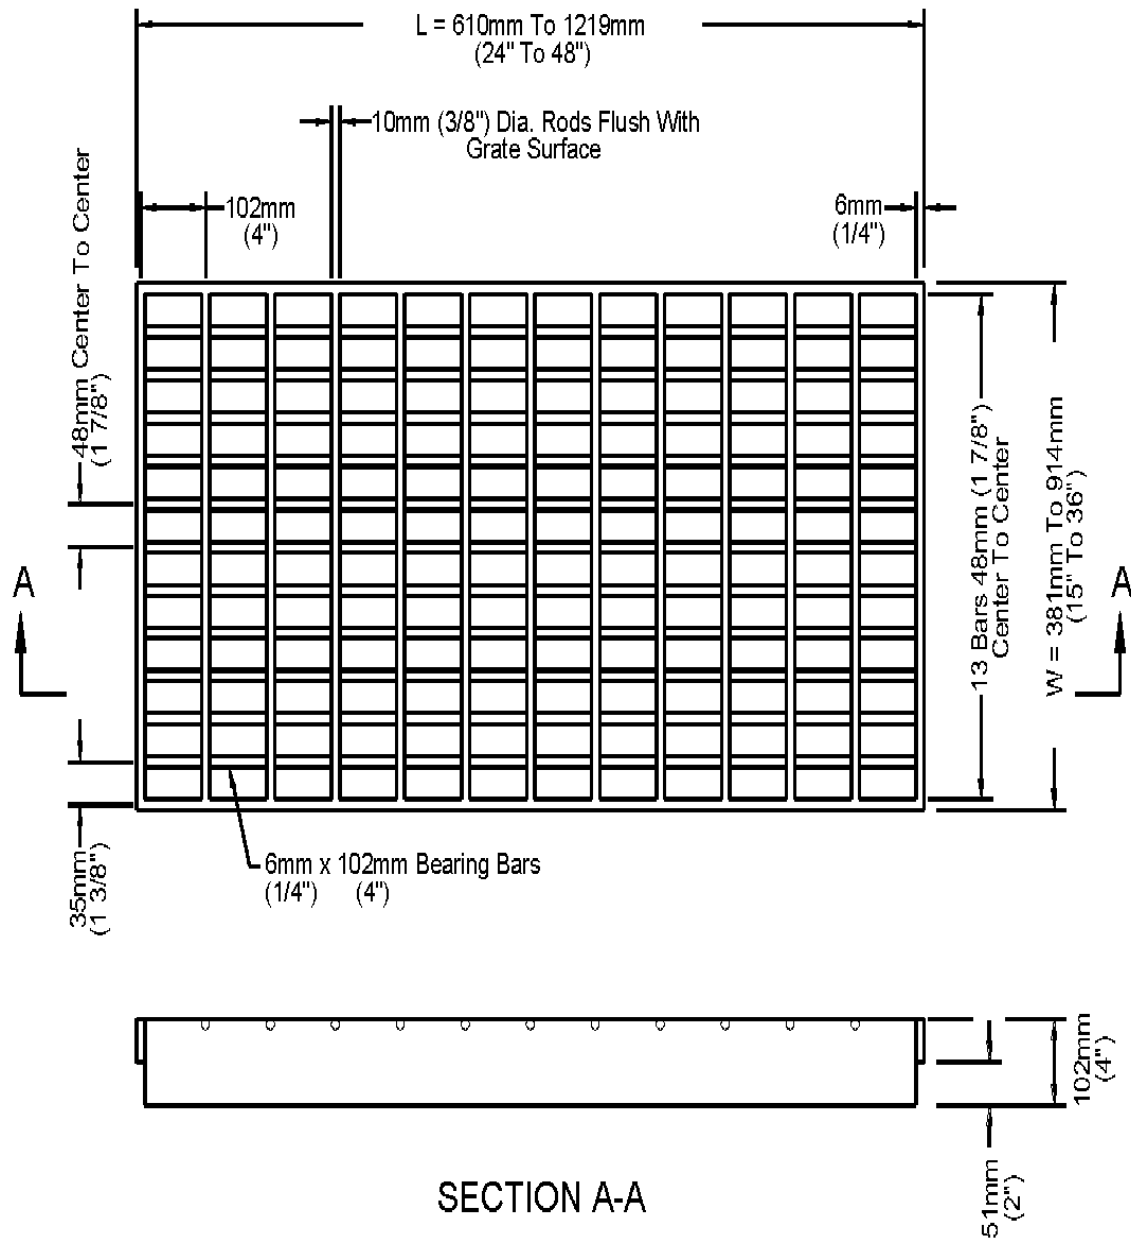 L = 610mm To 1219mm
(24" To 48")
10mm (3/8") Dia. Rods Flush With
Grate Surface
102mm
(4")
6mm
(1/4")
48mm Center To Center
(1 7/8")
13 Bars 48mm (1 7/8")
Center To Center
W = 381mm To 914mm
(15" To 36")
A
A
35mm
(1 3/8")
6mm x 102mm Bearing Bars
(1/4") (4")
102mm
(4")
51mm
(2")
SECTION A-A